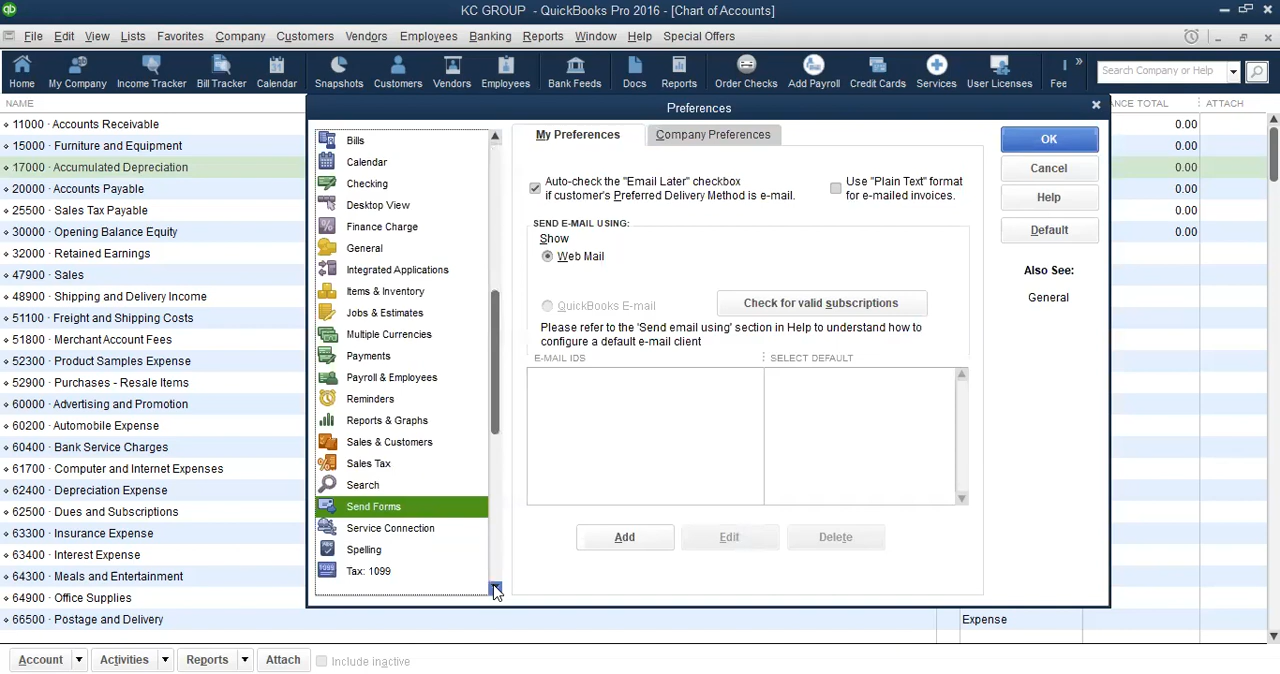 KC GROUP - QuickBooks Pro 2016 - [Chart of Accounts]
File Edit View Lists Favorites Company Customers Vendors Employees Banking Reports Window Help Special Offers
Home My Company Income Tracker Bill Tracker Calendar Snapshots Customers Vendors Employees Bank Feeds Docs Reports Order Checks Add Payroll Credit Cards Services User Licenses Fee » Search Company or Help
NAME
ANCE TOTAL ATTACH
11000 · Accounts Receivable
15000 · Furniture and Equipment
17000 · Accumulated Depreciation
20000 · Accounts Payable
25500 · Sales Tax Payable
30000 · Opening Balance Equity
32000 · Retained Earnings
47900 · Sales
48900 · Shipping and Delivery Income
51100 · Freight and Shipping Costs
51800 · Merchant Account Fees
52300 · Product Samples Expense
52900 · Purchases - Resale Items
60000 · Advertising and Promotion
60200 · Automobile Expense
60400 · Bank Service Charges
61700 · Computer and Internet Expenses
62400 · Depreciation Expense
62500 · Dues and Subscriptions
63300 · Insurance Expense
63400 · Interest Expense
64300 · Meals and Entertainment
64900 · Office Supplies
66500 · Postage and Delivery
Expense
0.00
0.00
0.00
0.00
0.00
0.00
Preferences
Bills
Calendar
Checking
Desktop View
Finance Charge
General
Integrated Applications
Items & Inventory
Jobs & Estimates
Multiple Currencies
Payments
Payroll & Employees
Reminders
Reports & Graphs
Sales & Customers
Sales Tax
Search
Send Forms
Service Connection
Abc
Spelling
1099
Tax: 1099
My Preferences
Company Preferences
Auto-check the "Email Later" checkbox
if customer's Preferred Delivery Method is e-mail.
Use "Plain Text" format
for e-mailed invoices.
SEND E-MAIL USING:
Show
Web Mail
QuickBooks E-mail
Check for valid subscriptions
Please refer to the 'Send email using' section in Help to understand how to
configure a default e-mail client
E-MAIL IDS
SELECT DEFAULT
Add
Edit
Delete
OK
Cancel
Help
Default
Also See:
General
Account
Activities
Reports
Attach
Include inactive